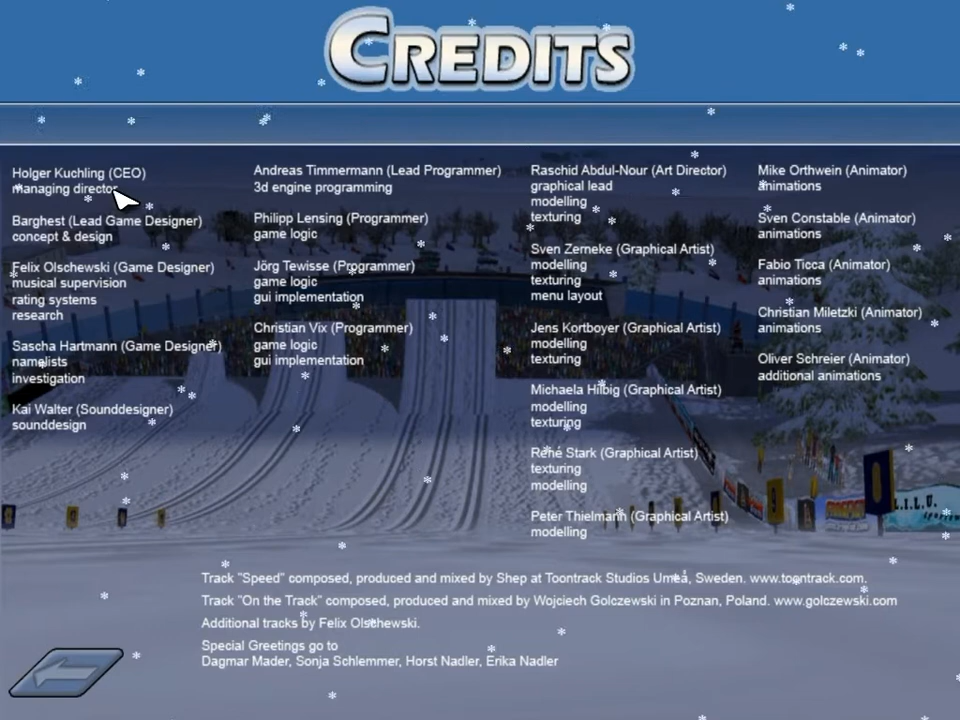 CREDITS
Holger Kuchling (CEO)
managing director
Barghest (Lead Game Designer)
concept & design
Felix Olschewski (Game Designer)
musical supervision
rating systems
research
Sascha Hartmann (Game Designer)
namelists
investigation
Kai Walter (Sounddesigner)
sounddesign
Andreas Timmermann (Lead Programmer)
3d engine programming
Philipp Lensing (Programmer)
game logic
Jörg Tewisse (Programmer)
game logic
gui implementation
Christian Vix (Programmer)
game logic
gui implementation
Raschid Abdul-Nour (Art Director)
graphical lead
modelling
texturing
Sven Zerneke (Graphical Artist)
modelling
texturing
menu layout
Jens Kortboyer (Graphical Artist)
modelling
texturing
Michaela Hilbig (Graphical Artist)
modelling
texturing
René Stark (Graphical Artist)
texturing
modelling
Peter Thielmann (Graphical Artist)
modelling
Mike Orthwein (Animator)
animations
Sven Constable (Animator)
animations
Fabio Ticca (Animator)
animations
Christian Miletzki (Animator)
animations
Oliver Schreier (Animator)
additional animations
L.I.L.U.
Track "Speed" composed, produced and mixed by Shep at Toontrack Studios Umeå, Sweden. www.toontrack.com.
Track "On the Track" composed, produced and mixed by Wojciech Golczewski in Poznan, Poland. www.golczewski.com
Additional tracks by Felix Olschewski.
Special Greetings go to
Dagmar Mader, Sonja Schlemmer, Horst Nadler, Erika Nadler